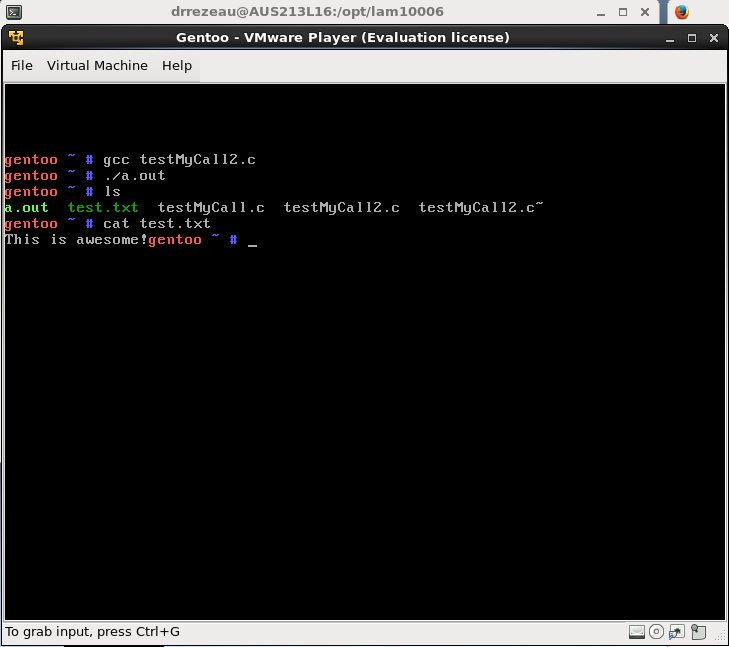 drrezeau@AUS213L16:/opt/lam10006
Gentoo - VMware Player (Evaluation license)
File Virtual Machine Help
gentoo ~ # gcc testMyCall2.c
gentoo ~ # ./a.out
gentoo ~ # ls
a.out test.txt testMyCall.c testMyCall2.c testMyCall2.c~
gentoo ~ # cat test.txt
This is awesome!gentoo ~ # _
To grab input, press Ctrl+G